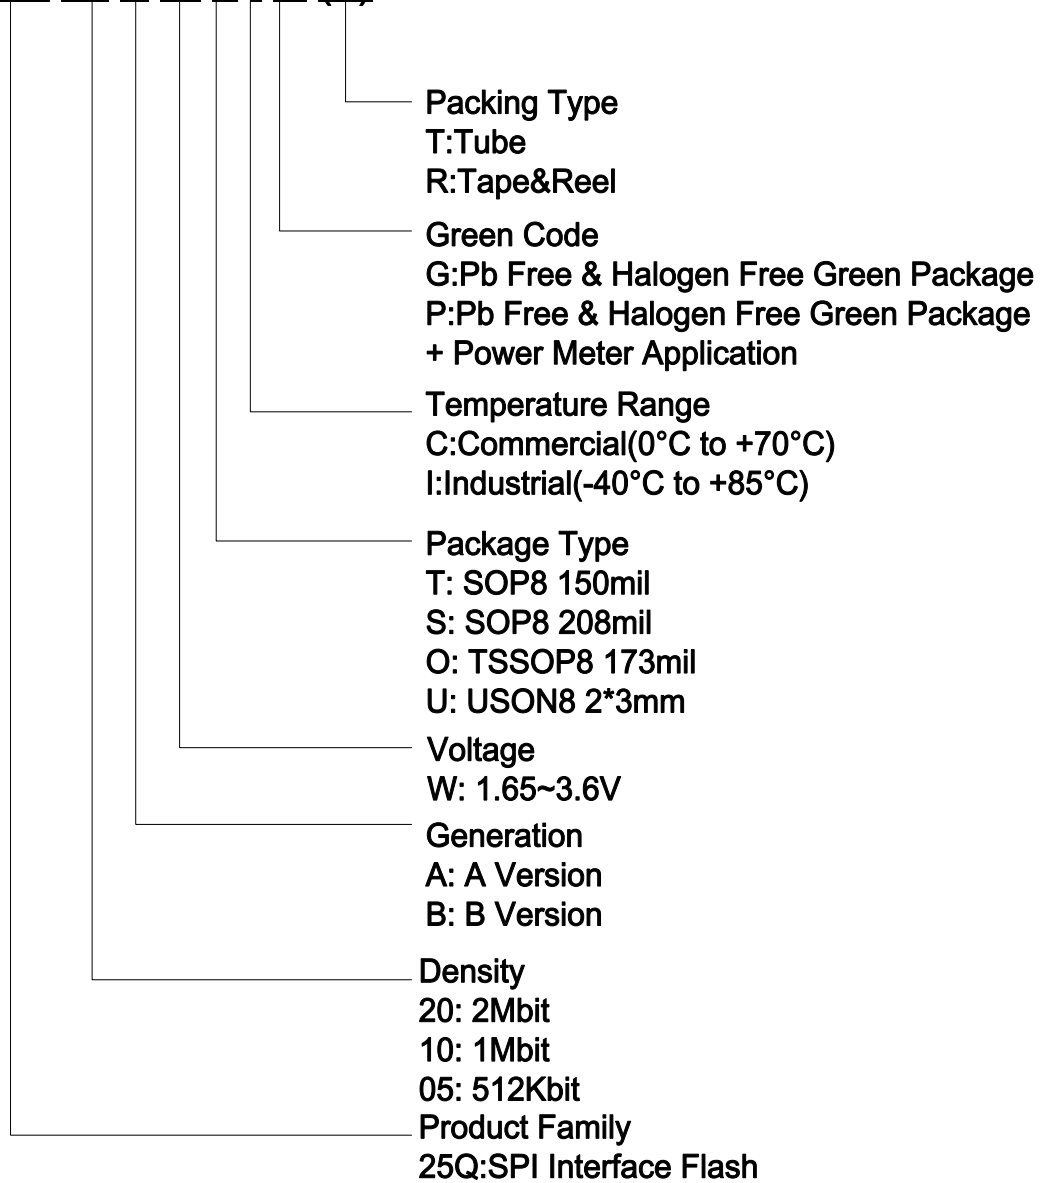 Packing Type
T:Tube
R:Tape&Reel
Green Code
G:Pb Free & Halogen Free Green Package
P:Pb Free & Halogen Free Green Package
+ Power Meter Application
Temperature Range
C:Commercial(0°C to +70°C)
I:Industrial(-40°C to +85°C)
Package Type
T: SOP8 150mil
S: SOP8 208mil
O: TSSOP8 173mil
U: USON8 2*3mm
Voltage
W: 1.65~3.6V
Generation
A: A Version
B: B Version
Density
20: 2Mbit
10: 1Mbit
05: 512Kbit
Product Family
25Q:SPI Interface Flash